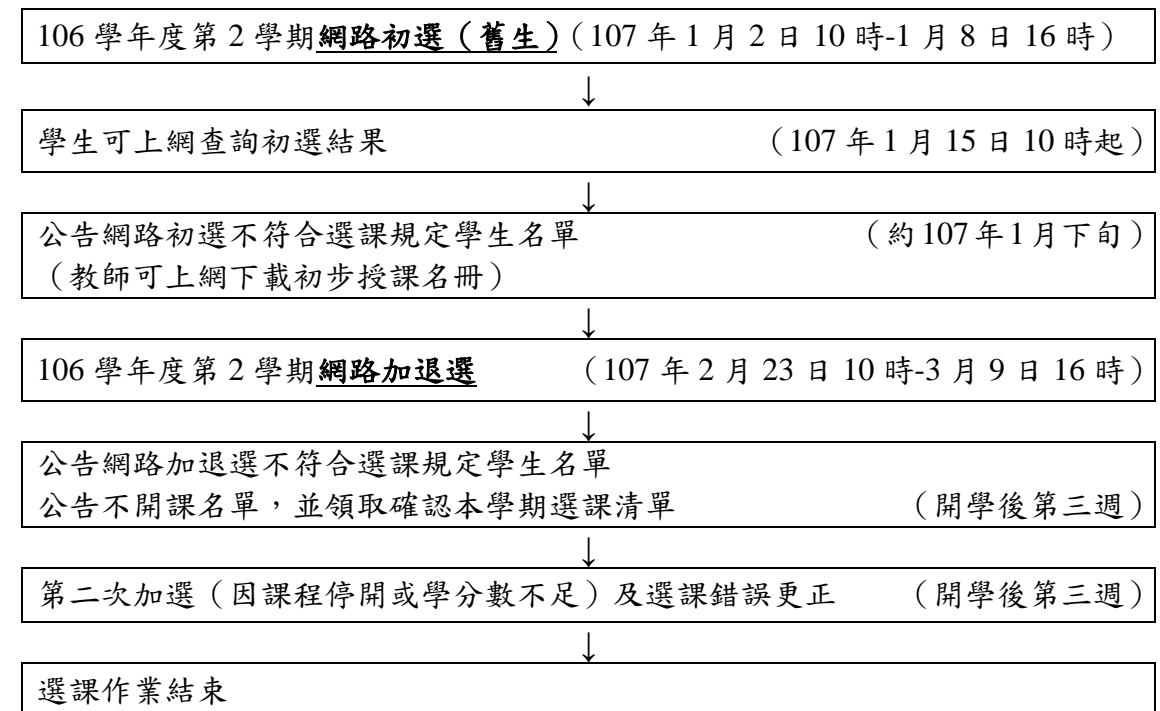 106 學年度第 2 學期網路初選（舊生）（107 年 1 月 2 日 10 時-1 月 8 日 16 時）
↓
學生可上網查詢初選結果　（107 年 1 月 15 日 10 時起）
↓
公告網路初選不符合選課規定學生名單　（約 107 年 1 月下旬）
（教師可上網下載初步授課名冊）
↓
106 學年度第 2 學期網路加退選　（107 年 2 月 23 日 10 時-3 月 9 日 16 時）
↓
公告網路加退選不符合選課規定學生名單
公告不開課名單，並領取確認本學期選課清單　（開學後第三週）
↓
第二次加選（因課程停開或學分數不足）及選課錯誤更正　（開學後第三週）
↓
選課作業結束